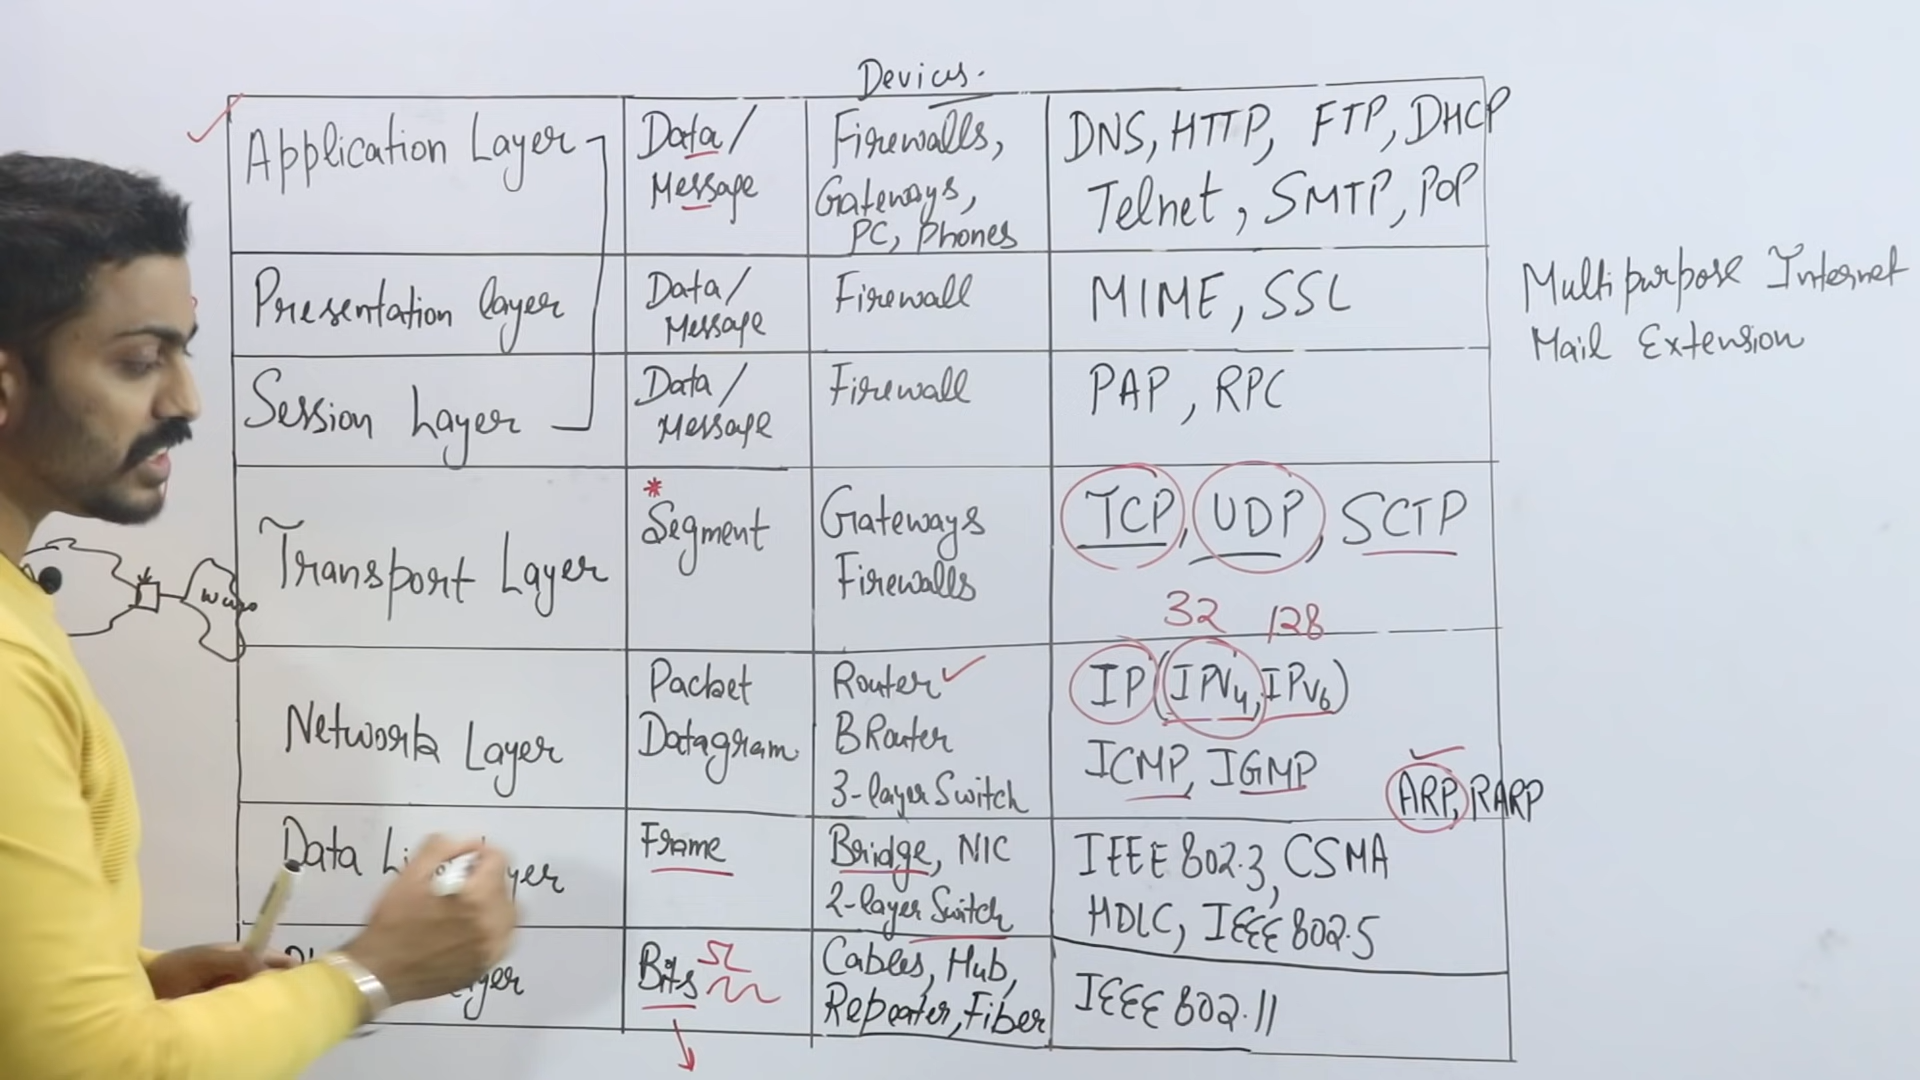 Devices.
Application Layer
Data/
Message
Firewalls,
Gateways,
PC, Phones
DNS, HTTP, FTP, DHCP
Telnet, SMTP, POP
Presentation layer
Data/
Message
Firewall
MIME, SSL
Multipurpose Internet
Mail Extension
Session Layer
Data/
Message
Firewall
PAP, RPC
Transport Layer
*
Segment
Gateways
Firewalls
TCP, UDP, SCTP
32 128
Network Layer
Packet
Datagram
Router
BRouter
3-layer Switch
IP (IPV4, IPV6)
ICMP, IGMP
ARP, RARP
Data
Frame
Bridge, NIC
2-layer Switch
IEEE 802.3, CSMA
HDLC, IEEE 802.5
Bits
Cables, Hub,
Repeater, Fiber
IEEE 802.11